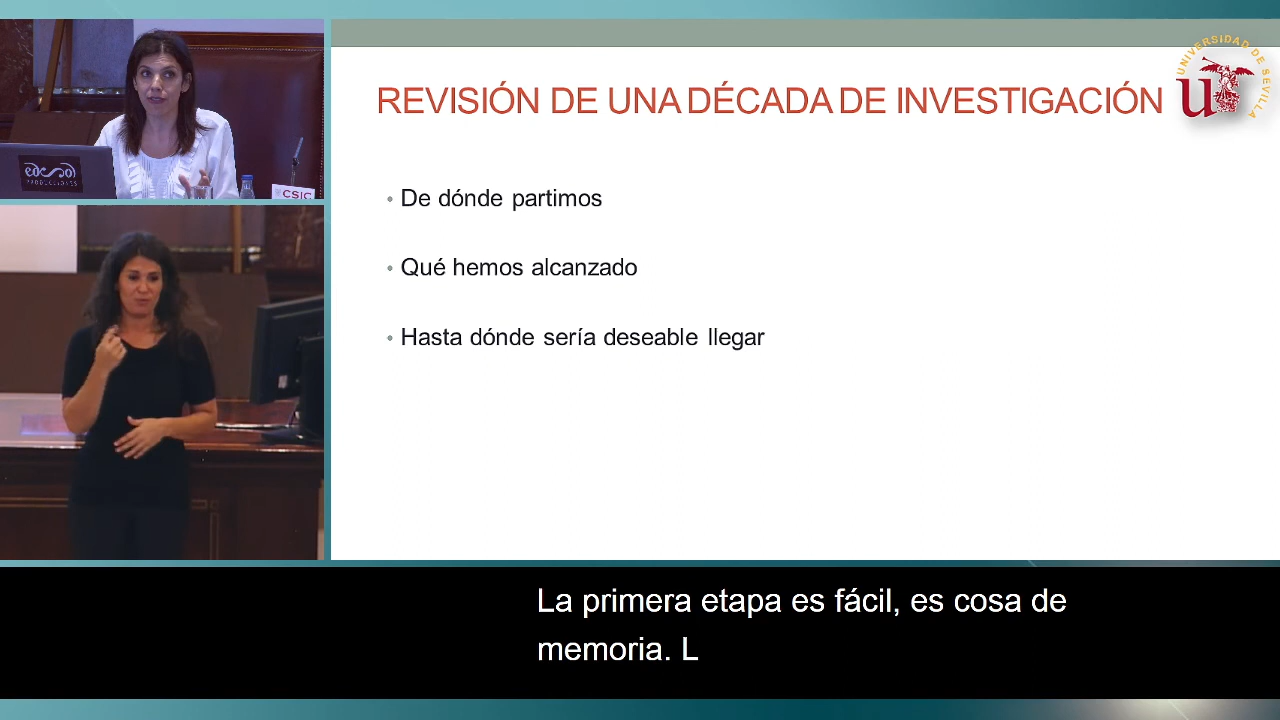 REVISIÓN DE UNA DÉCADA DE INVESTIGACIÓN
UNIVERSIDAD DE SEVILLA
De dónde partimos
Qué hemos alcanzado
Hasta dónde sería deseable llegar
PRODUCCIONES
CSIC
La primera etapa es fácil, es cosa de
memoria. L